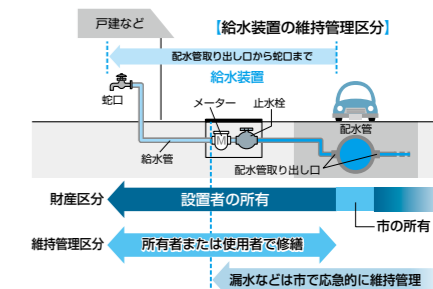 戸建など
【給水装置の維持管理区分】
配水管取り出し口から蛇口まで
給水装置
蛇口
メーター
止水栓
配水管
M
給水管
配水管取り出し口
財産区分
設置者の所有
市の所有
維持管理区分
所有者または使用者で修繕
漏水などは市で応急的に維持管理